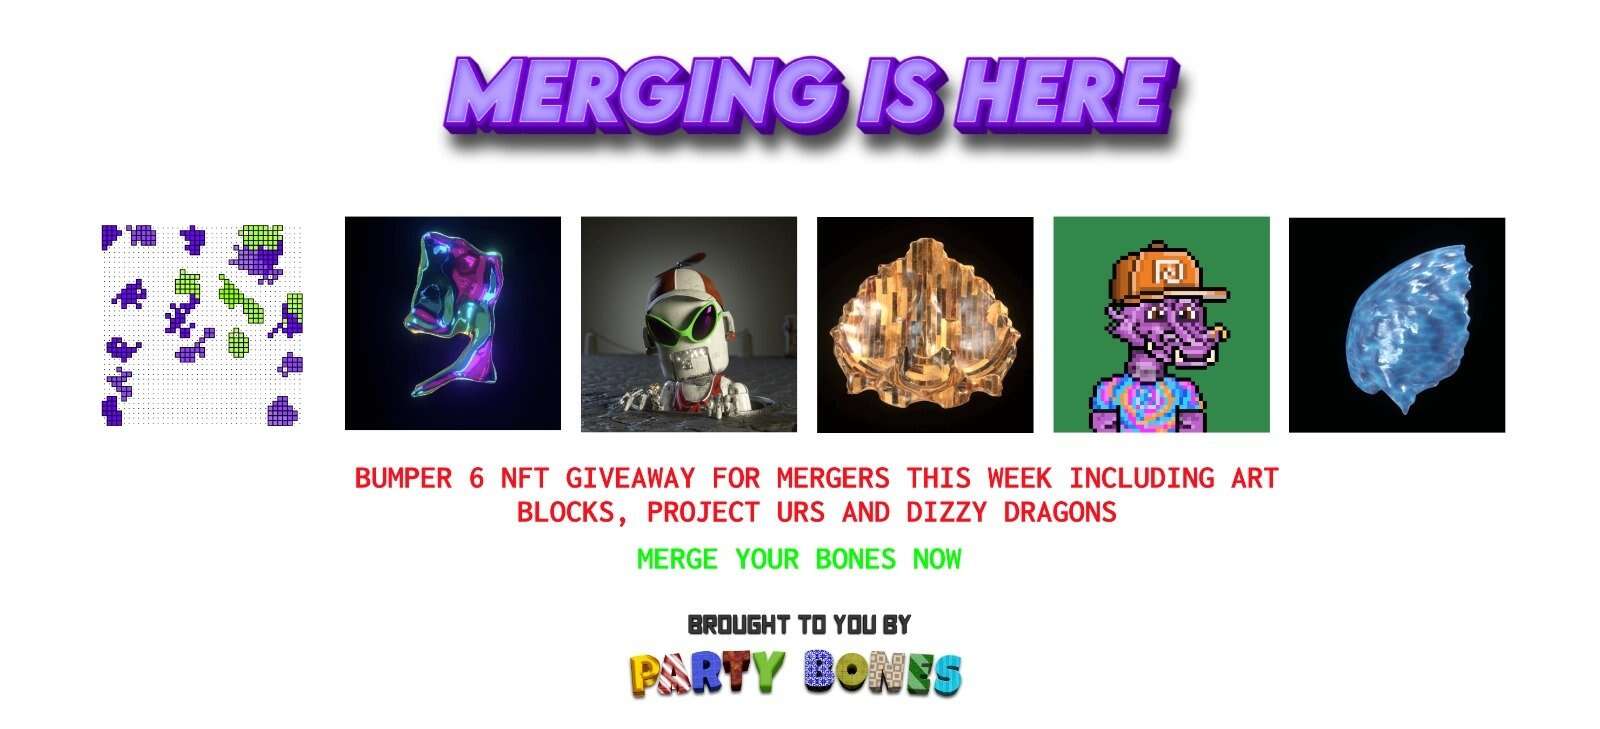 MERGING IS HERE
BUMPER 6 NFT GIVEAWAY FOR MERGERS THIS WEEK INCLUDING ART
BLOCKS, PROJECT URS AND DIZZY DRAGONS
MERGE YOUR BONES NOW
BROUGHT TO YOU BY
PARTY BONES